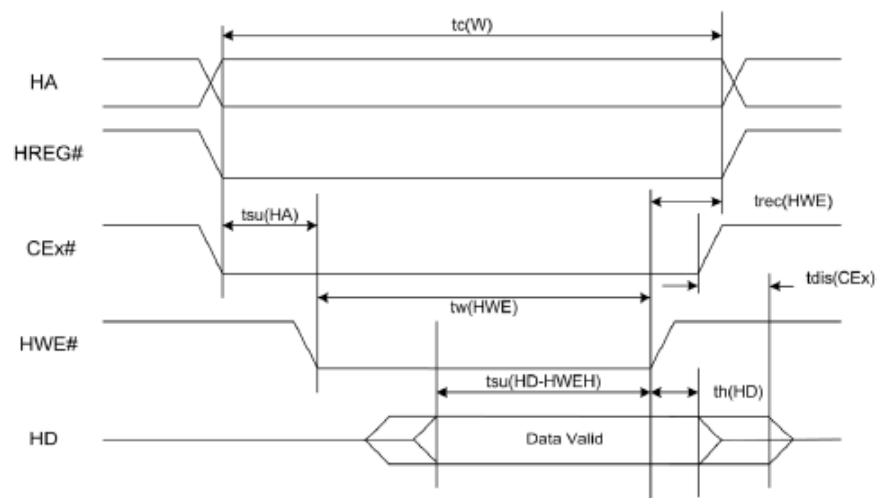 tc(W)
HA
HREG#
tsu(HA)
trec(HWE)
CEx#
tdis(CEx)
tw(HWE)
HWE#
tsu(HD-HWEH)
th(HD)
HD
Data Valid